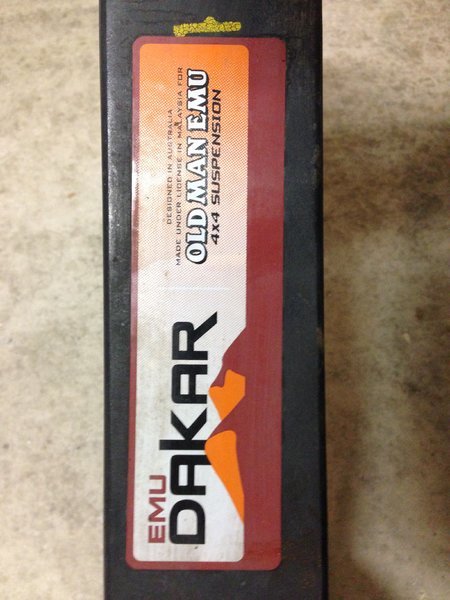 EMU
DAKAR
DESIGNED IN AUSTRALIA
MADE UNDER LICENSE IN MALAYSIA FOR
OLD MAN EMU
4x4 SUSPENSION